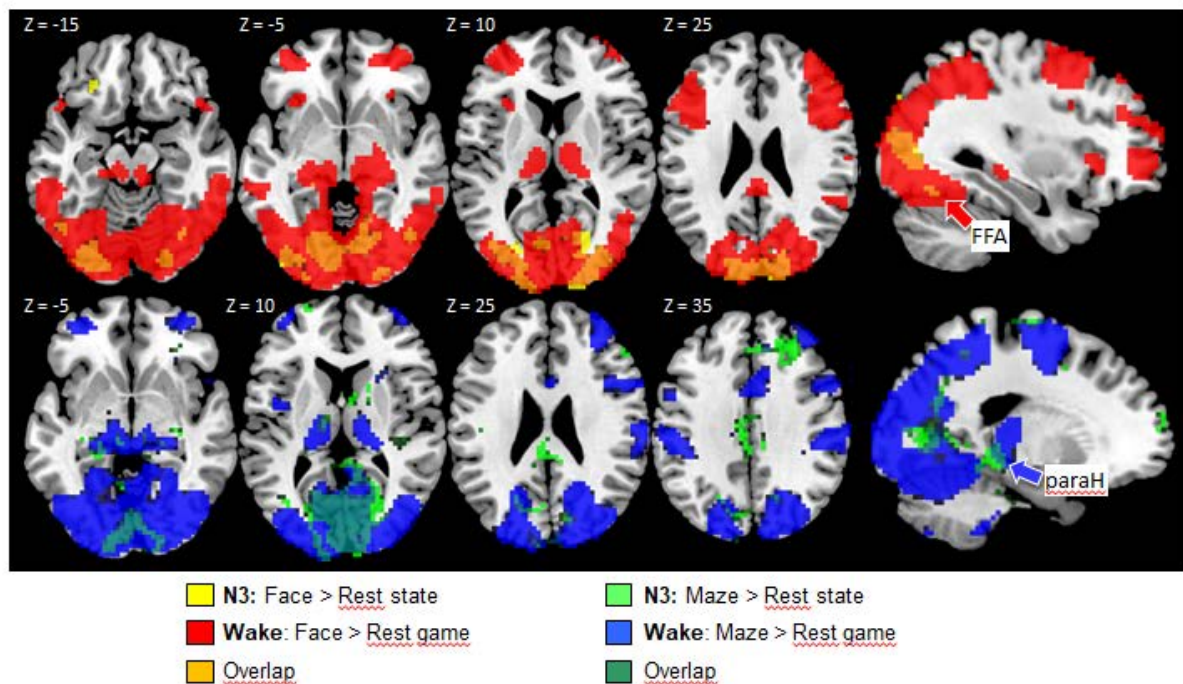 Z = -15 Z = -5 Z = 10 Z = 25
FFA
Z = -5 Z = 10 Z = 25 Z = 35
paraH
N3: Face > Rest state
Wake: Face > Rest game
Overlap
N3: Maze > Rest state
Wake: Maze > Rest game
Overlap